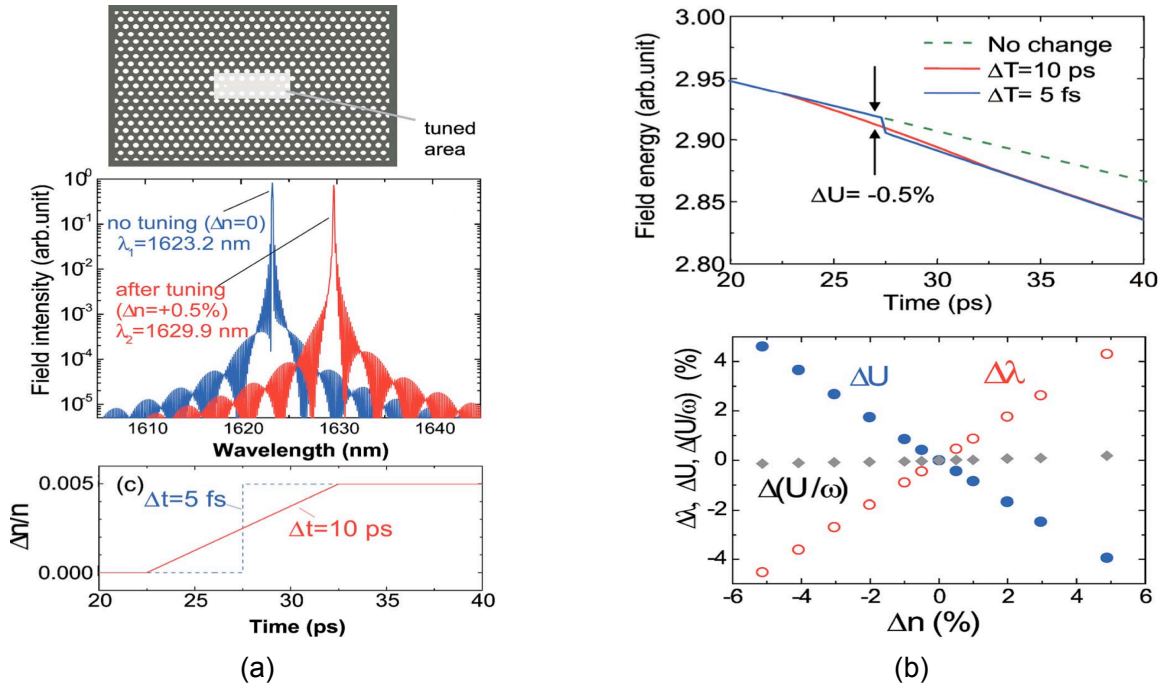 tuned
area
Field intensity (arb.unit)
10⁰
10⁻¹
10⁻²
10⁻³
10⁻⁴
10⁻⁵
no tuning (Δn=0)
λ₁=1623.2 nm
after tuning
(Δn=+0.5%)
λ₂=1629.9 nm
1610 1620 1630 1640
Wavelength (nm)
(c)
Δn/n
0.005
0.000
Δt=5 fs
Δt=10 ps
20 25 30 35 40
Time (ps)
(a)
Field energy (arb.unit)
3.00
2.95
2.90
2.85
2.80
No change
ΔT=10 ps
ΔT= 5 fs
ΔU= -0.5%
20 25 30 35 40
Time (ps)
Δλ, ΔU, Δ(U/ω) (%)
4
2
0
-2
-4
ΔU
Δλ
Δ(U/ω)
-6 -4 -2 0 2 4 6
Δn (%)
(b)